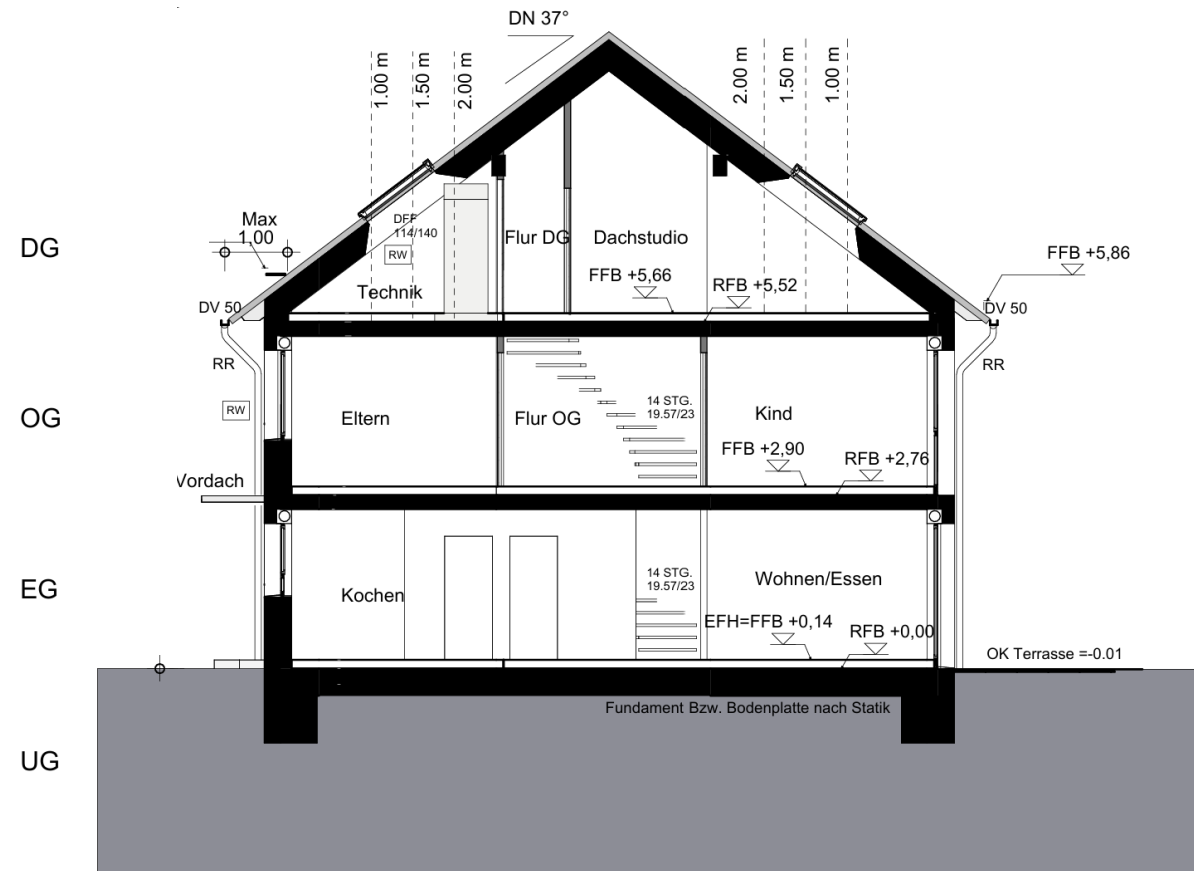 DN 37°
1.00 m
1.50 m
2.00 m
2.00 m
1.50 m
1.00 m
Max
1.00
DFF
114/140
RW
DG
Flur DG
Dachstudio
FFB +5,86
FFB +5,66
RFB +5,52
Technik
DV 50
DV 50
RR
RR
RW
14 STG.
19.57/23
OG
Eltern
Flur OG
Kind
FFB +2,90
RFB +2,76
Vordach
14 STG.
19.57/23
Wohnen/Essen
EG
Kochen
EFH=FFB +0,14
RFB +0,00
OK Terrasse =-0.01
Fundament Bzw. Bodenplatte nach Statik
UG